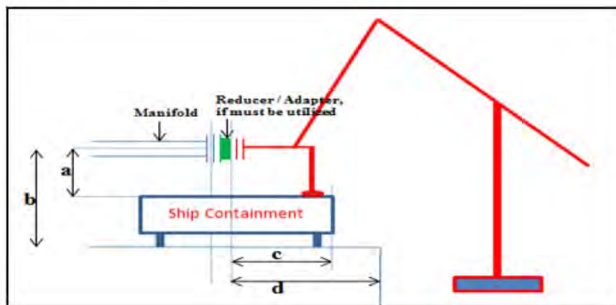 Reducer / Adapter,
Manifold if must be utilized
a
b
Ship Containment
c
d